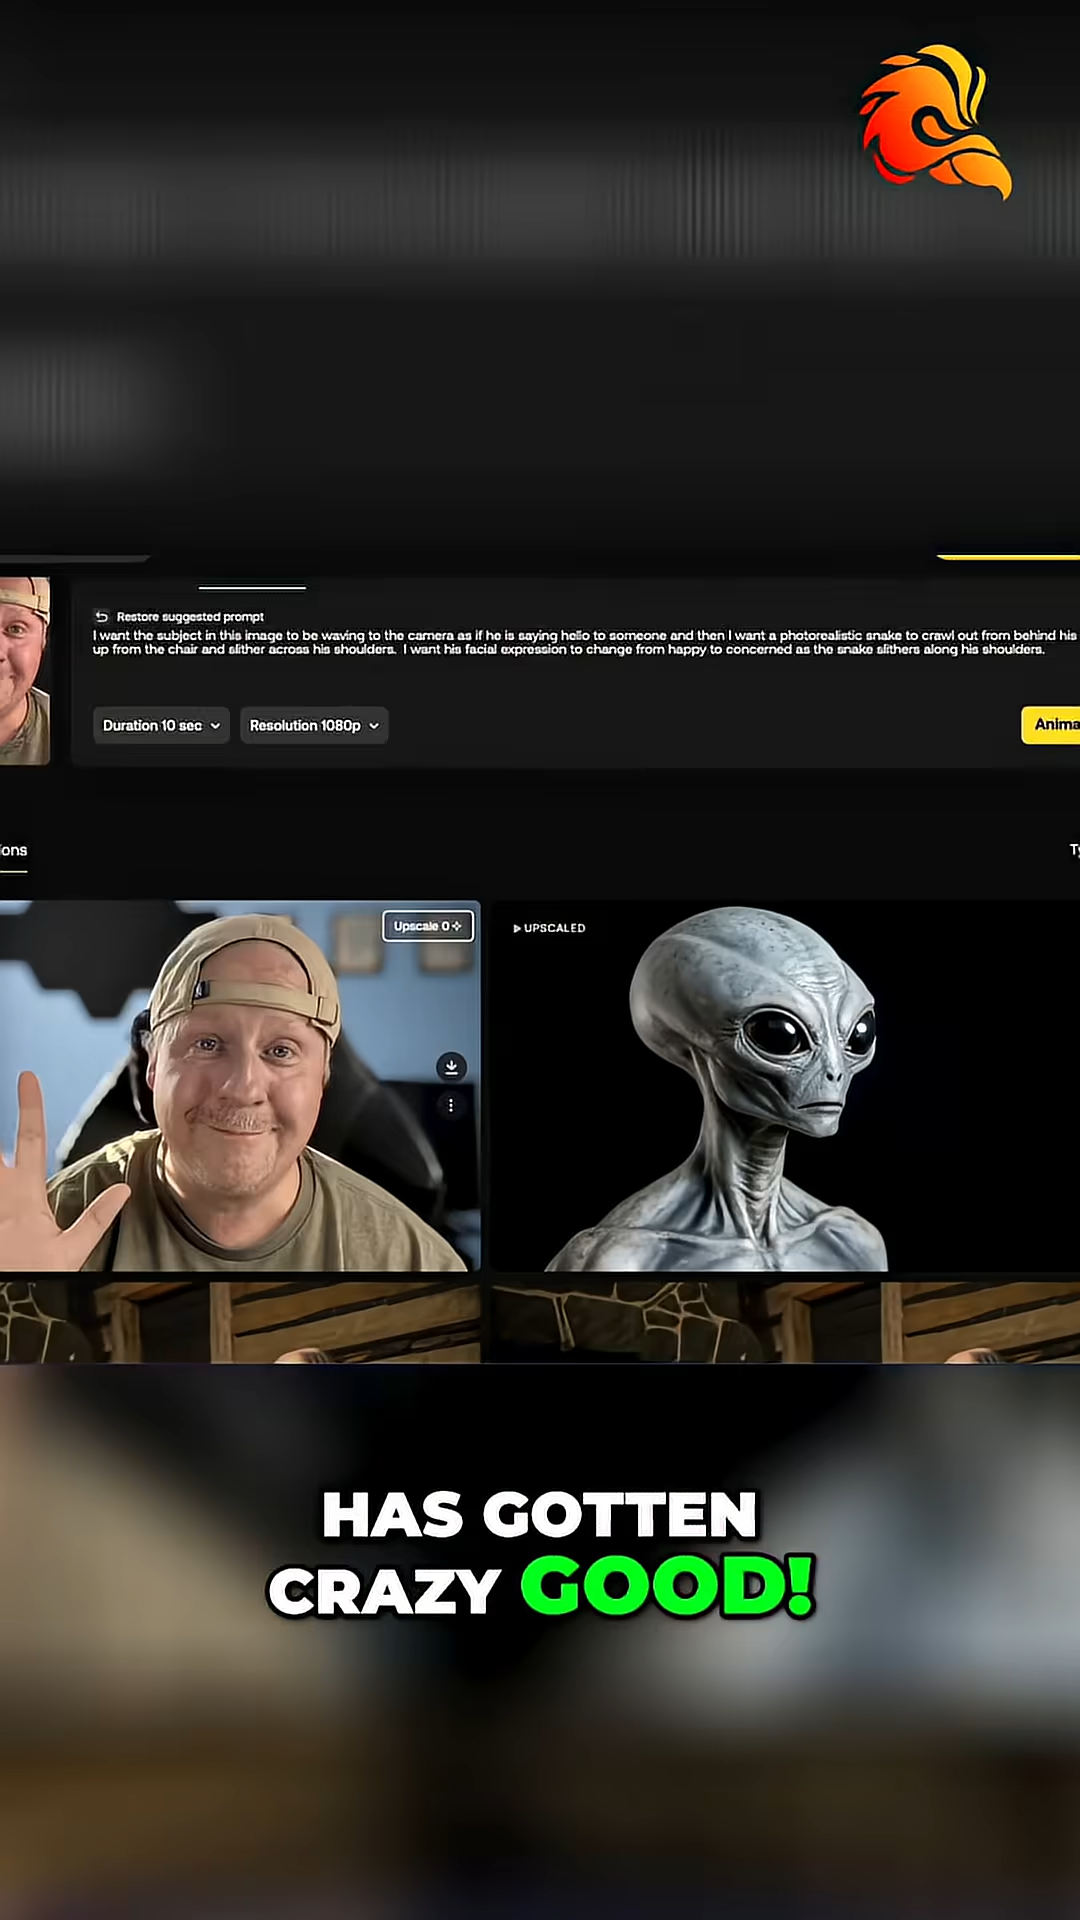 Restore suggested prompt
I want the subject in this image to be waving to the camera as if he is saying hello to someone and then I want a photorealistic snake to crawl out from behind his
up from the chair and slither across his shoulders. I want his facial expression to change from happy to concerned as the snake slithers along his shoulders.
Duration 10 sec
Resolution 1080p
Anima
ions
Ty
Upscale 0
UPSCALED
HAS GOTTEN
CRAZY GOOD!